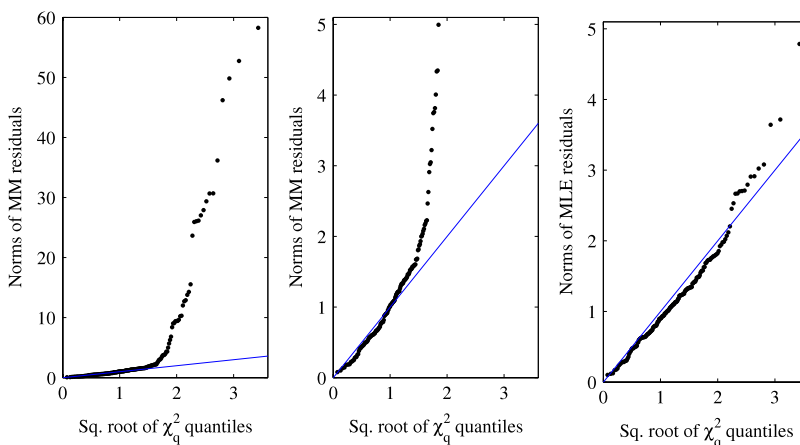 60
50
40
30
20
10
0
0 1 2 3
Norms of MM residuals
Sq. root of χ²q quantiles
5
4
3
2
1
0
0 1 2 3
Norms of MM residuals
Sq. root of χ²q quantiles
5
4
3
2
1
0
0 1 2 3
Norms of MLE residuals
Sq. root of χ²q quantiles